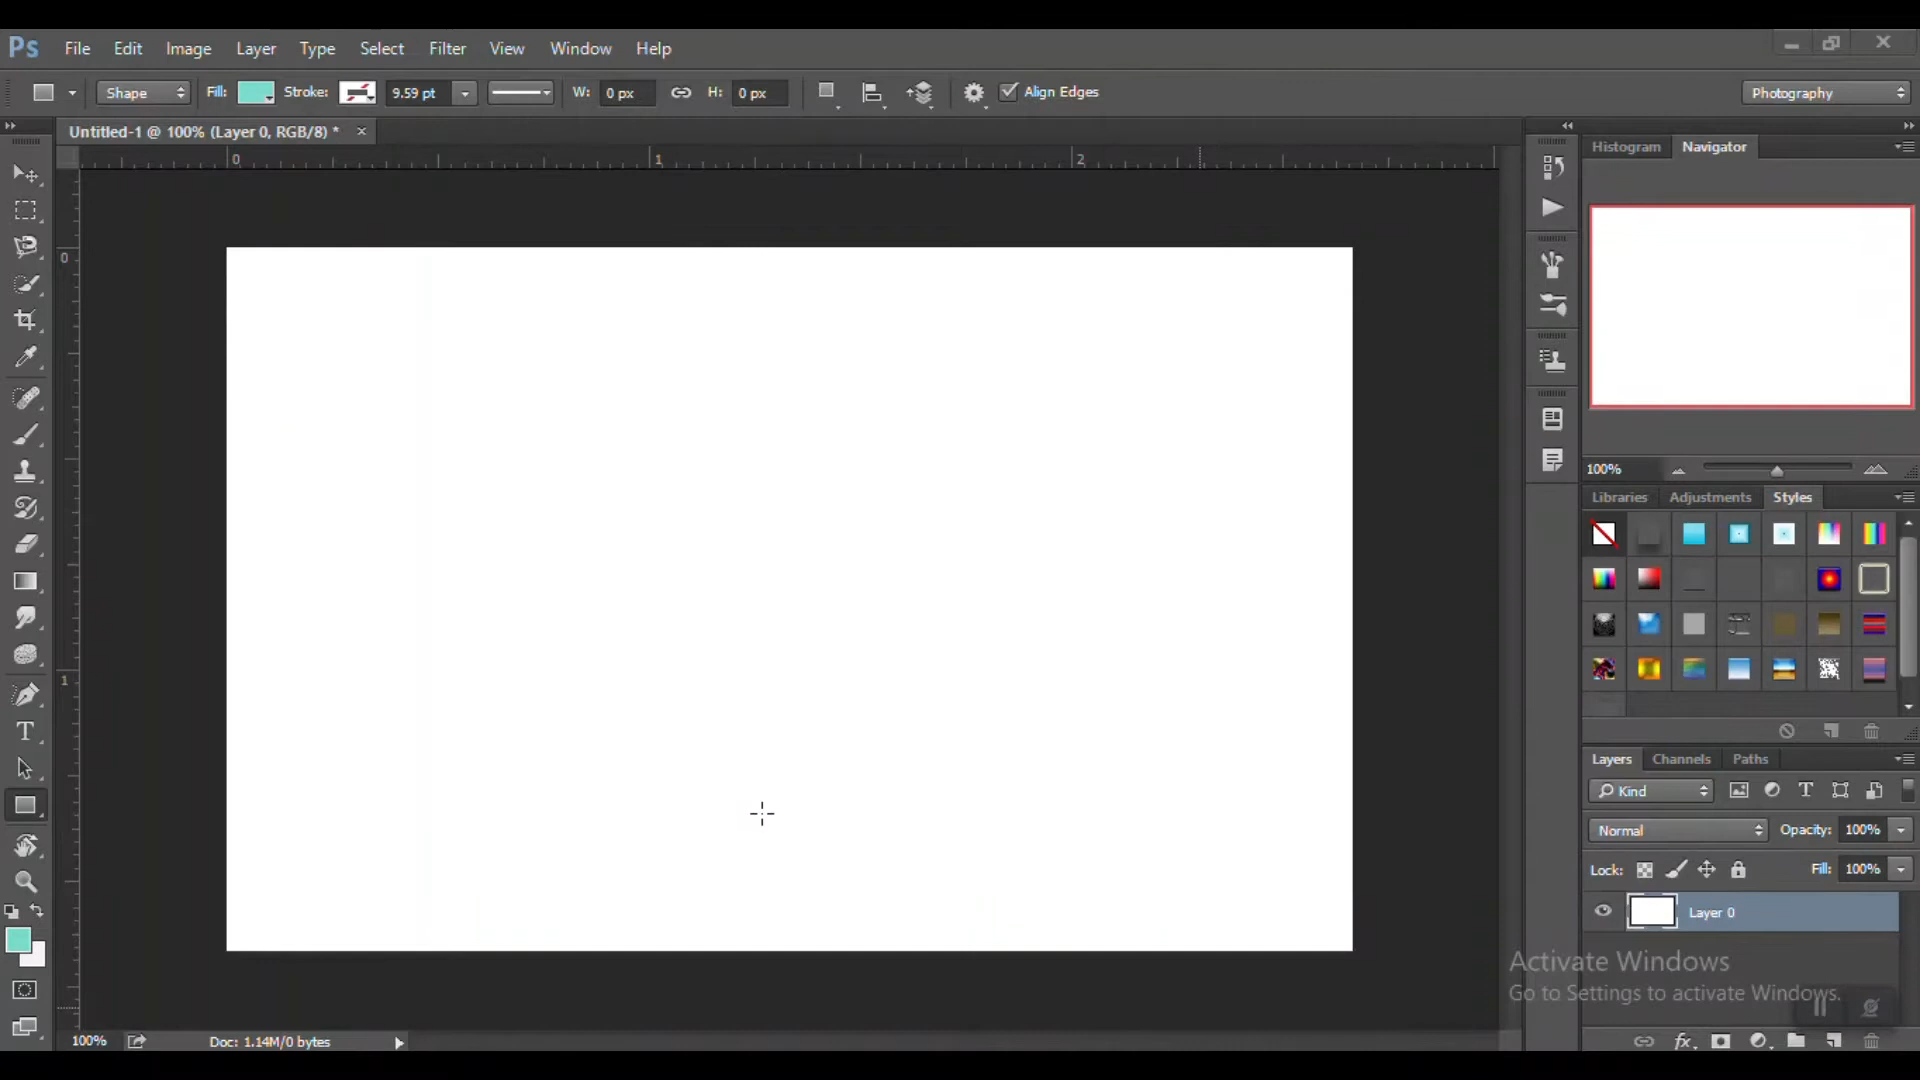 Ps File Edit Image Layer Type Select Filter View Window Help
Shape Fill: Stroke: 9.59 pt W: 0 px H: 0 px Align Edges Photography
Untitled-1 @ 100% (Layer 0, RGB/8) * ×
Histogram Navigator
0 1 2
0
1
100%
Libraries Adjustments Styles
Layers Channels Paths
Kind
Normal Opacity: 100%
Lock: Fill: 100%
Layer 0
Activate Windows
Go to Settings to activate Windows.
100% Doc: 1.14M/0 bytes
fx